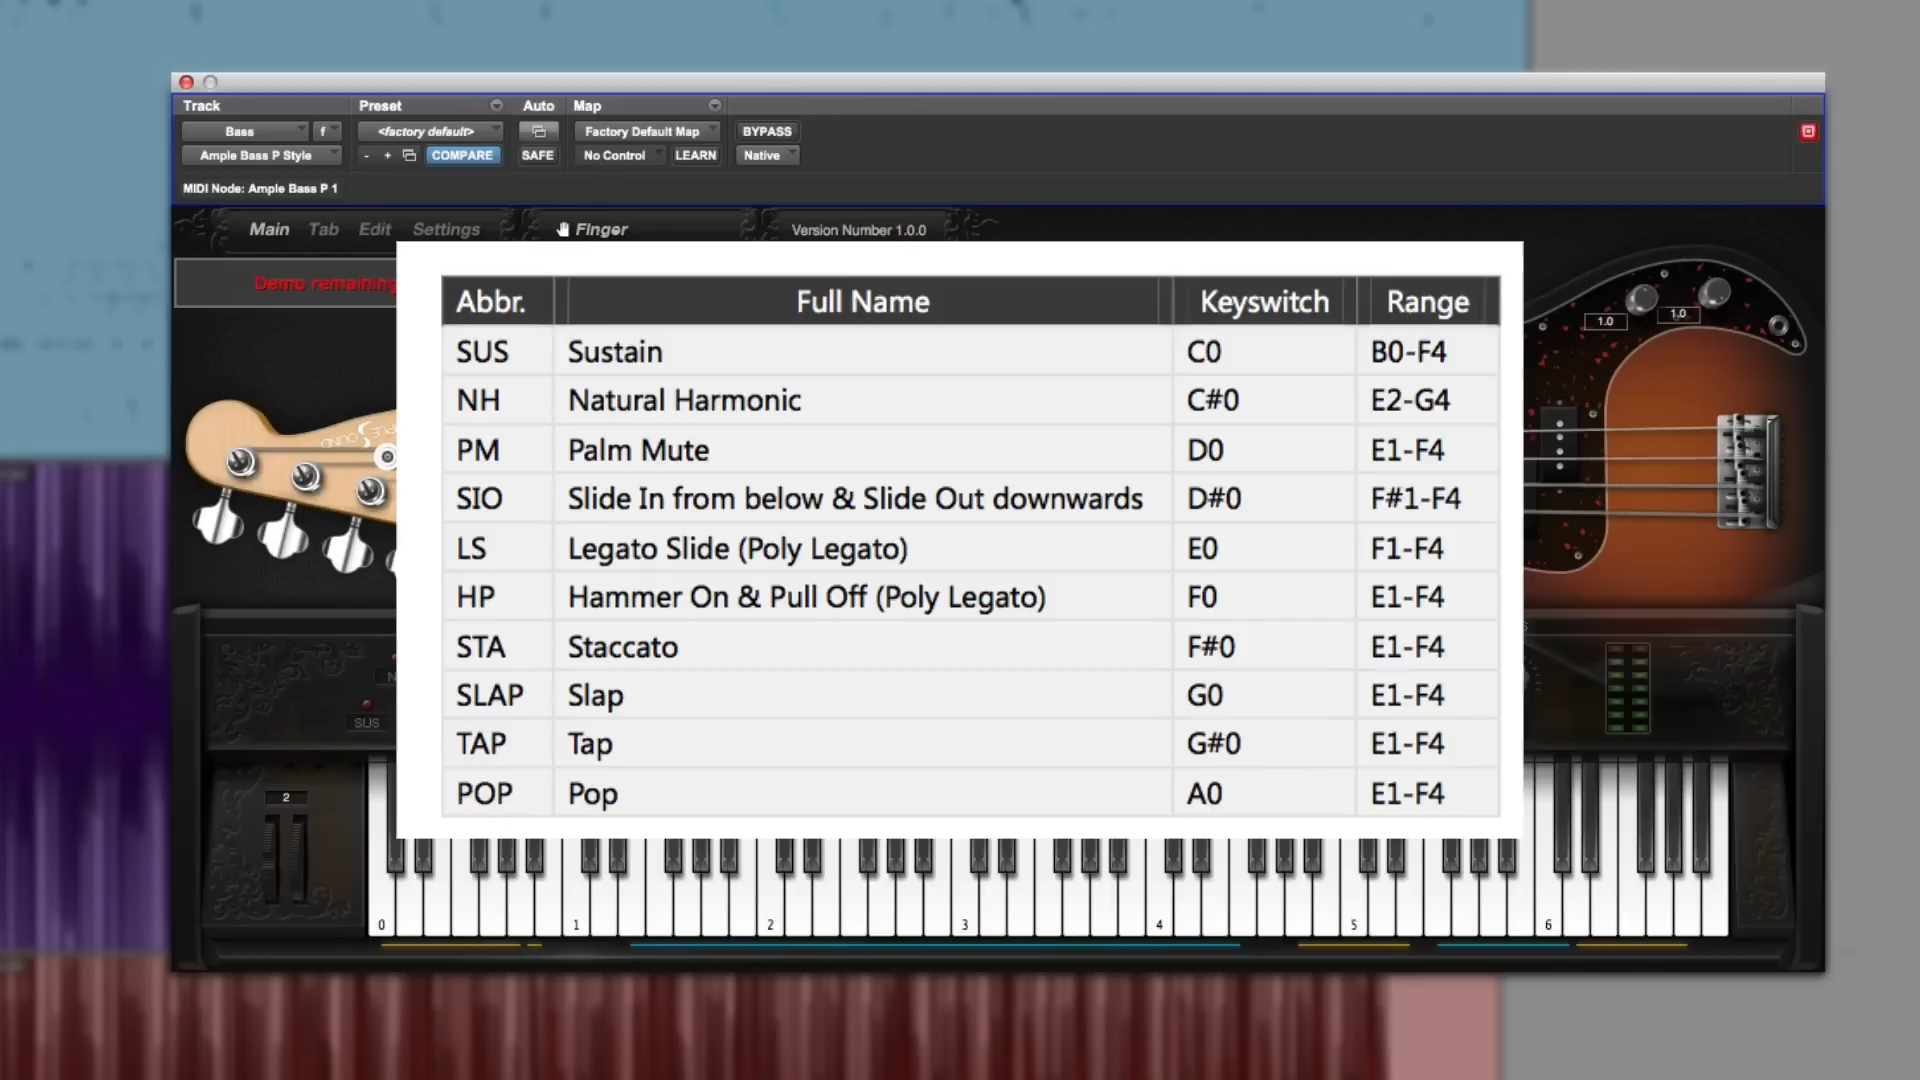 Track Preset Auto Map
Bass f <factory default> Factory Default Map BYPASS
Ample Bass P Style - + COMPARE SAFE No Control LEARN Native
MIDI Node: Ample Bass P 1
Main Tab Edit Settings Finger Version Number 1.0.0
Demo remaining
1.0 1.0
Abbr. Full Name Keyswitch Range
SUS Sustain C0 B0-F4
NH Natural Harmonic C#0 E2-G4
PM Palm Mute D0 E1-F4
SIO Slide In from below & Slide Out downwards D#0 F#1-F4
LS Legato Slide (Poly Legato) E0 F1-F4
HP Hammer On & Pull Off (Poly Legato) F0 E1-F4
STA Staccato F#0 E1-F4
SLAP Slap G0 E1-F4
TAP Tap G#0 E1-F4
POP Pop A0 E1-F4
SUS
2
0 1 2 3 4 5 6